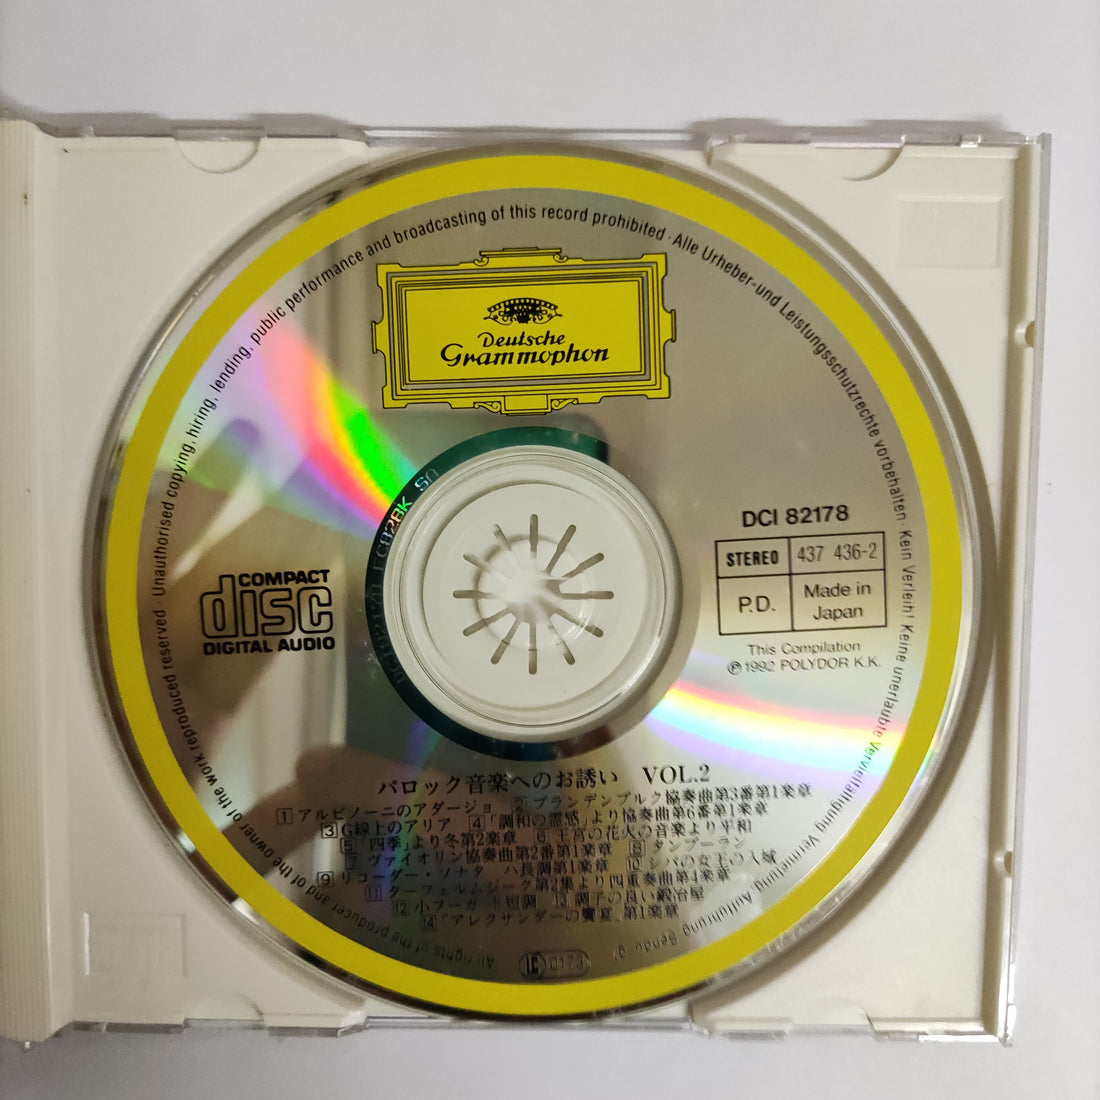 All rights of the producer and of the owner of the work reproduced reserved · Unauthorised copying, hiring, lending, public performance and broadcasting of this record prohibited · Alle Urheber- und Leistungsschutzrechte vorbehalten · Kein Verleih! Keine unerlaubte Vervielfältigung, Vermietung, Aufführung, Sendung!
Deutsche
Grammophon
COMPACT
disc
DIGITAL AUDIO
DCI 82178
STEREO 437 436-2
P.D. Made in Japan
This Compilation
Ⓟ1992 POLYDOR K.K.
バロック音楽へのお誘い VOL.2
1 アルビノーニのアダージョ 2 ブランデンブルク協奏曲第3番第1楽章
3 G線上のアリア 4 「調和の霊感」より協奏曲第6番第1楽章
5 「四季」より冬第2楽章 6 王宮の花火の音楽より平和
7 ヴァイオリン協奏曲第2番第1楽章 8 タンブーラン
9 リコーダー・ソナタ ハ長調第1楽章 10 シバの女王の入城
11 ターフェルムジーク第2集より四重奏曲第4楽章
12 小フーガ ト短調 13 調子の良い鍛冶屋
14 「アレクサンダーの饗宴」第1楽章
LC 0173